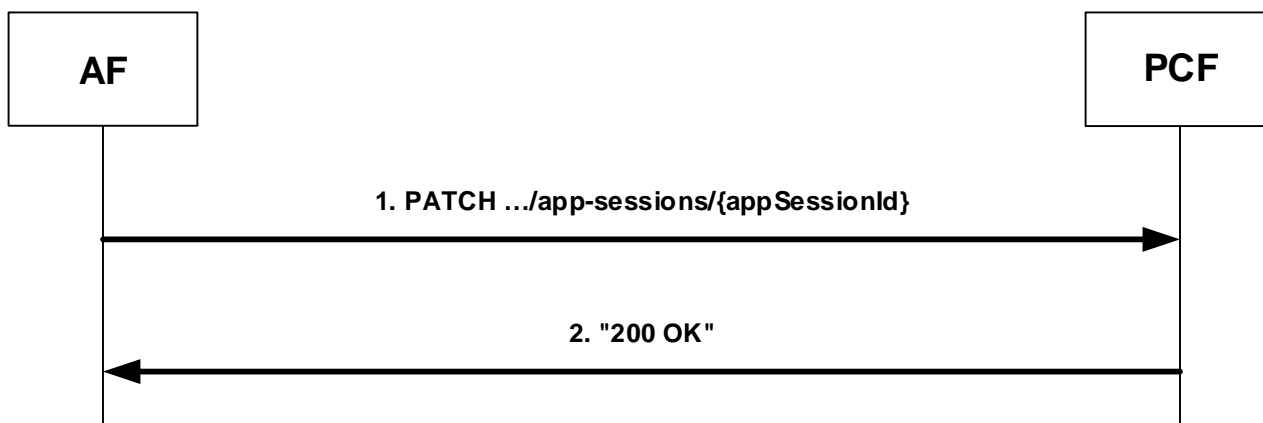 AF
PCF
1. PATCH …/app-sessions/{appSessionId}
2. "200 OK"